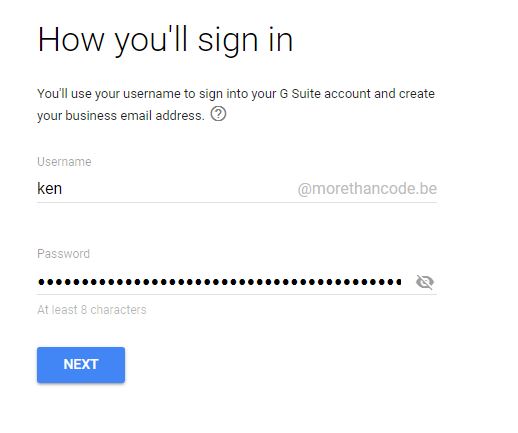 How you'll sign in
You'll use your username to sign into your G Suite account and create
your business email address.
Username
ken @morethancode.be
Password
••••••••••••••••••••••••••••••••••••••••••
At least 8 characters
NEXT